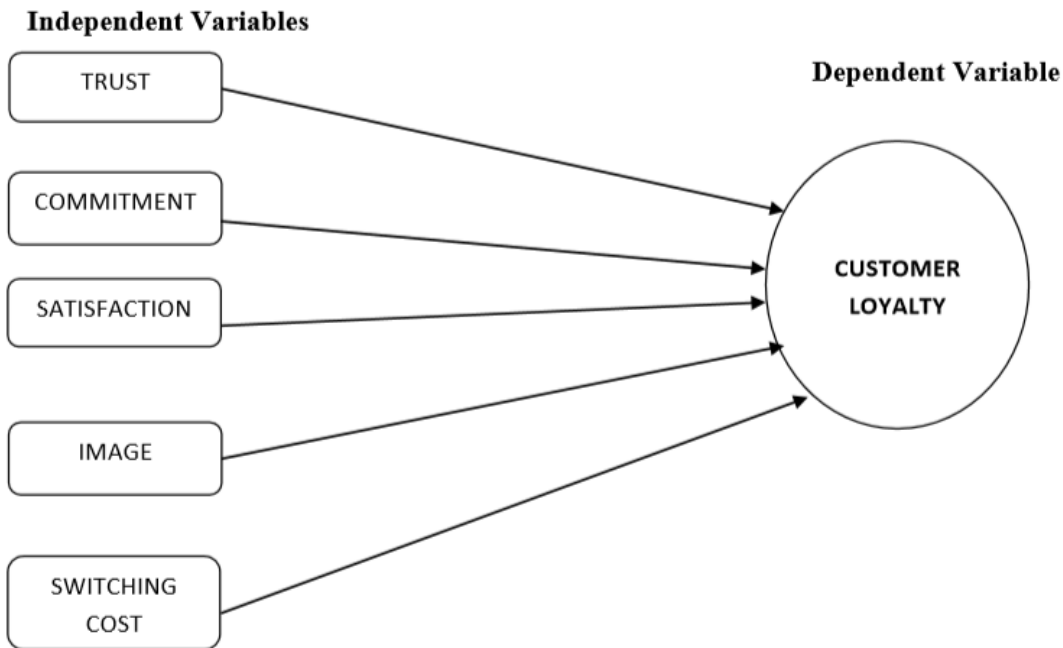 Independent Variables
TRUST
Dependent Variable
COMMITMENT
SATISFACTION
CUSTOMER
LOYALTY
IMAGE
SWITCHING
COST